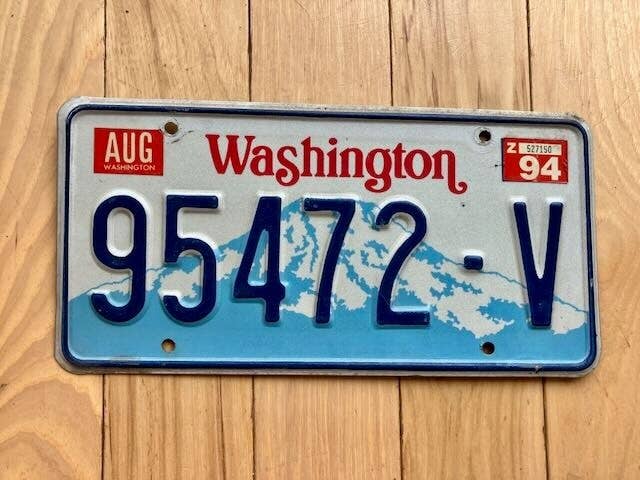 AUG
WASHINGTON
Washington
Z 527150
94
95472-V